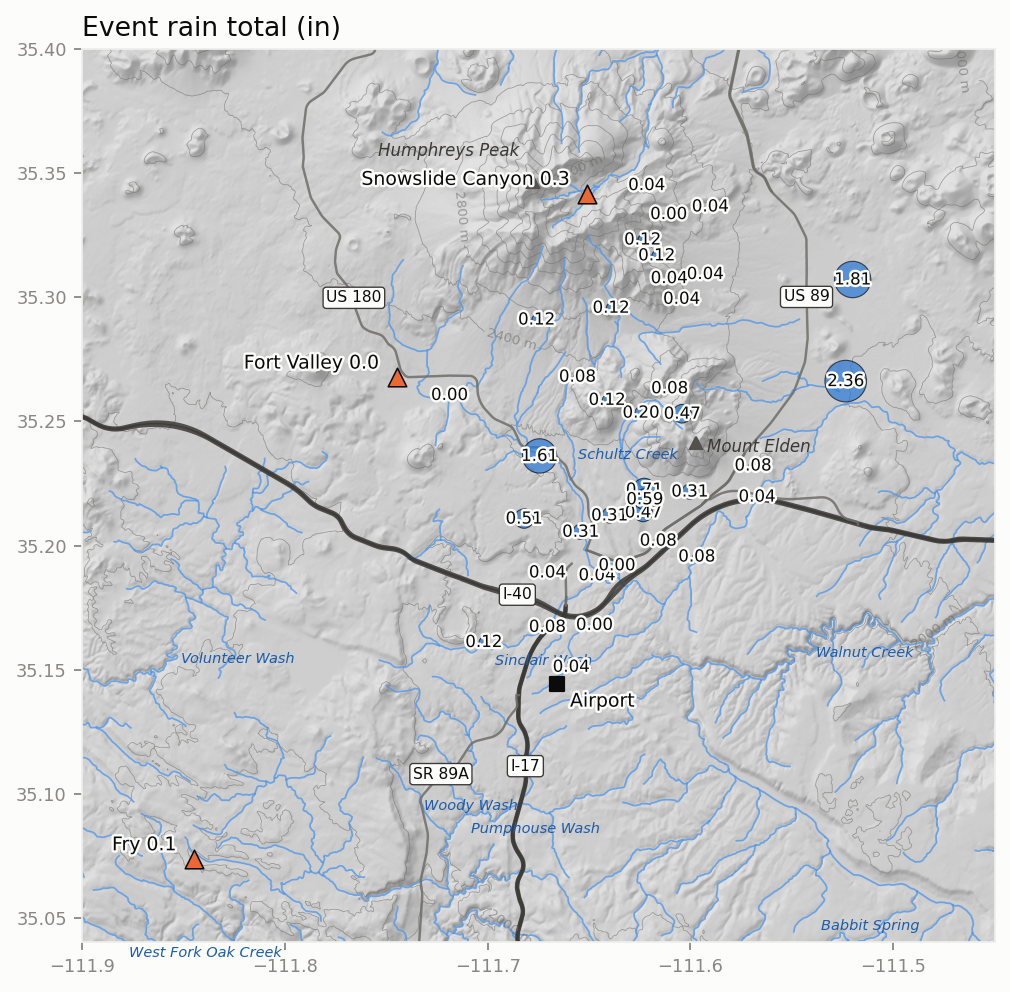 Event rain total (in)
35.40
35.35
35.30
35.25
35.20
35.15
35.10
35.05
−111.9
−111.8
−111.7
−111.6
−111.5
Humphreys Peak
Snowslide Canyon 0.3
0.04
0.00
0.04
0.12
0.12
0.04
0.04
0.04
1.81
US 180
US 89
2800 m
0.12
0.12
2400 m
Fort Valley 0.0
0.00
0.08
0.08
0.12
0.20
0.47
2.36
Mount Elden
1.61
Schultz Creek
0.08
0.71
0.59
0.47
0.31
0.04
0.51
0.31
0.31
0.08
0.08
0.04
0.04
0.00
I-40
0.08
0.00
0.12
Volunteer Wash
Sinclair Wash
Walnut Creek
0.04
Airport
SR 89A
I-17
Woody Wash
Pumphouse Wash
Fry 0.1
Babbit Spring
West Fork Oak Creek